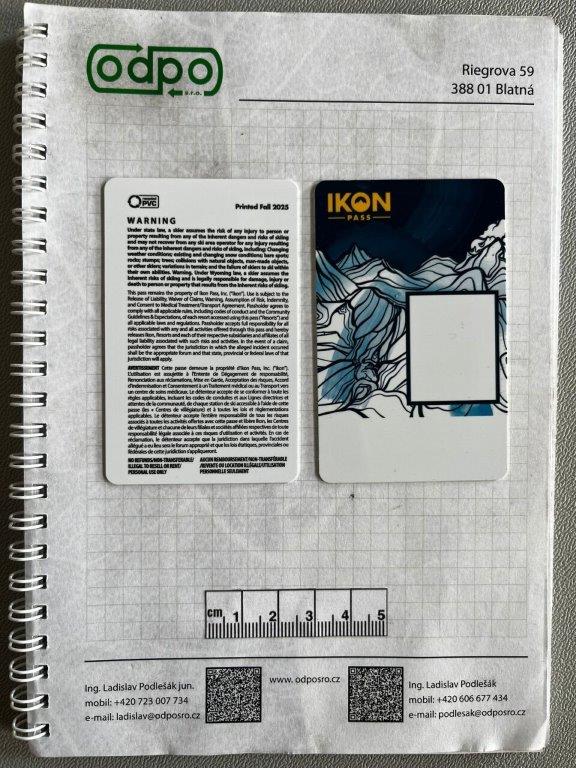 odpo
s.r.o.
Riegrova 59
388 01 Blatná
recycled
PVC
Printed Fall 2025
WARNING
Under state law, a skier assumes the risk of any injury to person or
property resulting from any of the inherent dangers and risks of skiing
and may not recover from any ski area operator for any injury resulting
from any of the inherent dangers and risks of skiing, including: Changing
weather conditions; existing and changing snow conditions; bare spots;
rocks; stumps; trees; collisions with natural objects, man-made objects,
or other skiers; variations in terrain; and the failure of skiers to ski within
their own abilities. Warning, Under Wyoming law, a skier assumes the
inherent risks of skiing and is legally responsible for damage, injury or
death to person or property that results from the inherent risks of skiing.
This pass remains the property of Ikon Pass, Inc. ("Ikon"). Use is subject to the
Release of Liability, Waiver of Claims, Warning, Assumption of Risk, Indemnity,
and Consent to Medical Treatment/Transport Agreement. Passholder agrees to
comply with all applicable rules, including codes of conduct and the Community
Guidelines & Expectations, of each resort accessed using this pass ("Resorts") and all
applicable laws and regulations. Passholder accepts full responsibility for all
risks associated with any and all activities offered through this pass and hereby
releases Ikon, Resorts and each of their respective subsidiaries and affiliates of all
legal liability associated with such risks and activities. In the event of a claim,
passholder agrees that the jurisdiction in which the alleged incident occurred
shall be the appropriate forum and that state, provincial or federal laws of that
jurisdiction will apply.
AVERTISSEMENT Cette passe demeure la propriété d'Ikon Pass, Inc. ("Ikon").
L'utilisation est assujettie à l'Entente de Dégagement de responsabilité,
Renonciation aux réclamations, Mise en Garde, Acceptation des risques, Accord
d'indemnisation et Consentement à un Traitement médical et/ou au Transport vers
un centre de soins médicaux. Le détenteur accepte de se conformer à toutes les
règles applicables, incluant les codes de conduite et aux Lignes directrices et
attentes de la communauté, de chaque station de ski accessible à l'aide de cette
passe (les « Centres de villégiature ») et à toutes les lois et réglementations
applicables. Le détenteur accepte l'entière responsabilité de tous les risques
associés à toutes activités offertes avec cette passe et libère Ikon, les Centres
de villégiature et chacune de leurs filiales et sociétés affiliées respectives de toute
responsabilité légale associée à ces risques et activités. En cas de
réclamation, le détenteur accepte que la juridiction dans laquelle l'accident
allégué a eu lieu sera le forum approprié et que les lois étatiques, provinciales ou
fédérales de cette juridiction s'appliqueront.
NO REFUNDS/NON-TRANSFERABLE/
ILLEGAL TO RESELL OR RENT/
PERSONAL USE ONLY
AUCUN REMBOURSEMENT/NON-TRANSFÉRABLE
/REVENTE OU LOCATION ILLÉGALE/UTILISATION
PERSONNELLE SEULEMENT
IKON
PASS
cm 1 2 3 4 5
Ing. Ladislav Podlešák jun.
mobil: +420 723 007 734
e-mail: ladislav@odposro.cz
www. odposro.cz
Ing. Ladislav Podlešák
mobil: +420 606 677 434
e-mail: podlesak@odposro.cz